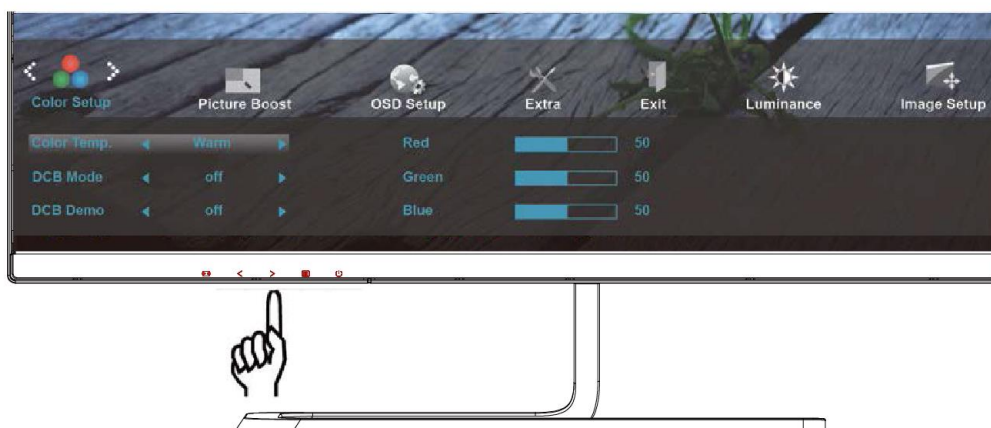 Color Setup Picture Boost OSD Setup Extra Exit Luminance Image Setup
Color Temp. Warm Red 50
DCB Mode off Green 50
DCB Demo off Blue 50